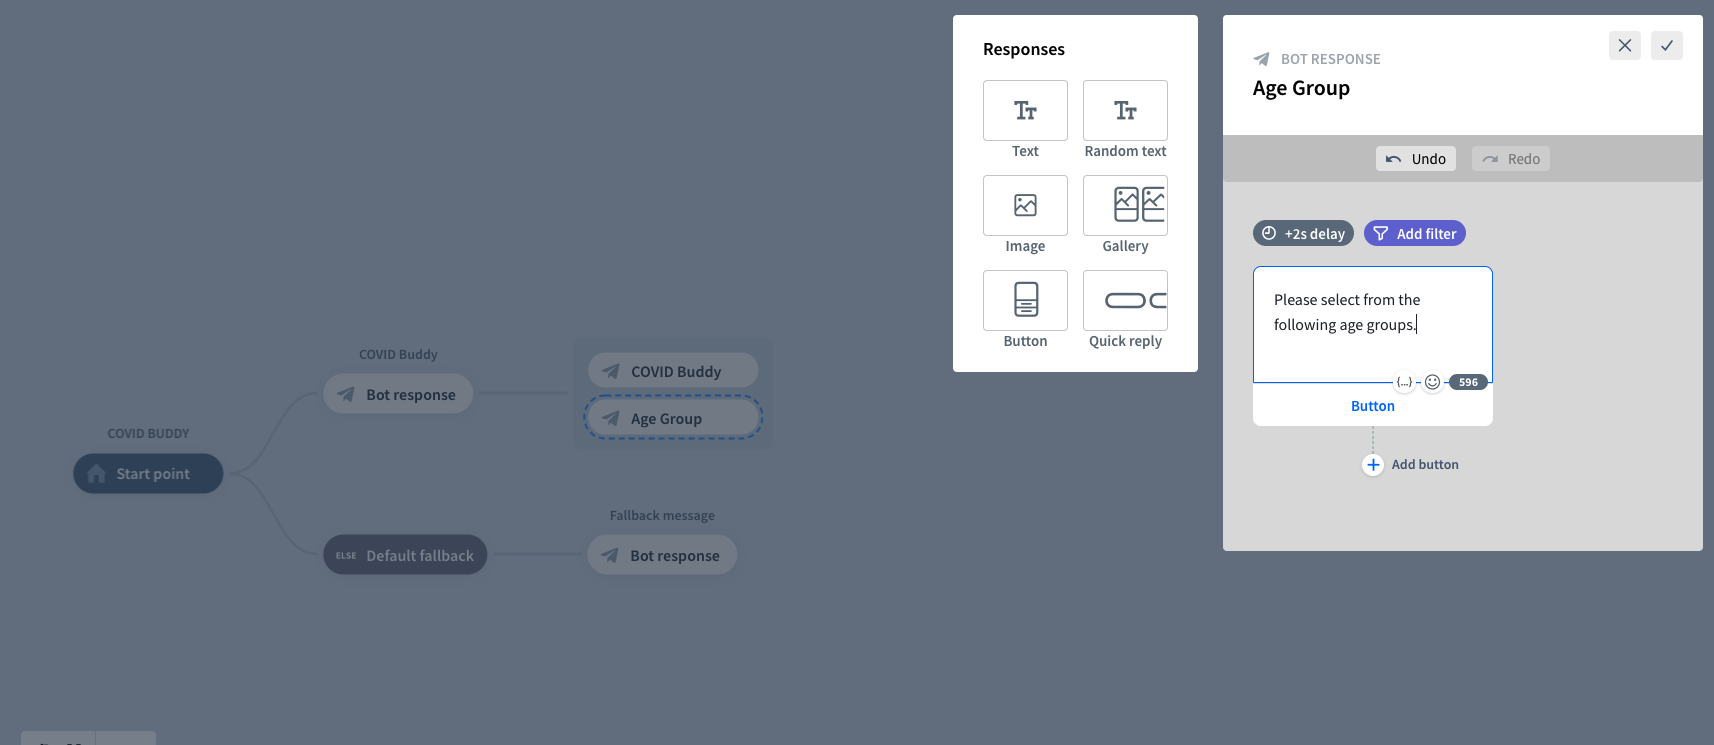 COVID BUDDY
Start point
COVID Buddy
Bot response
ELSE Default fallback
COVID Buddy
Age Group
Fallback message
Bot response
Responses
Text
Random text
Image
Gallery
Button
Quick reply
BOT RESPONSE
Age Group
Undo
Redo
+2s delay
Add filter
Please select from the
following age groups.
{...}
596
Button
Add button